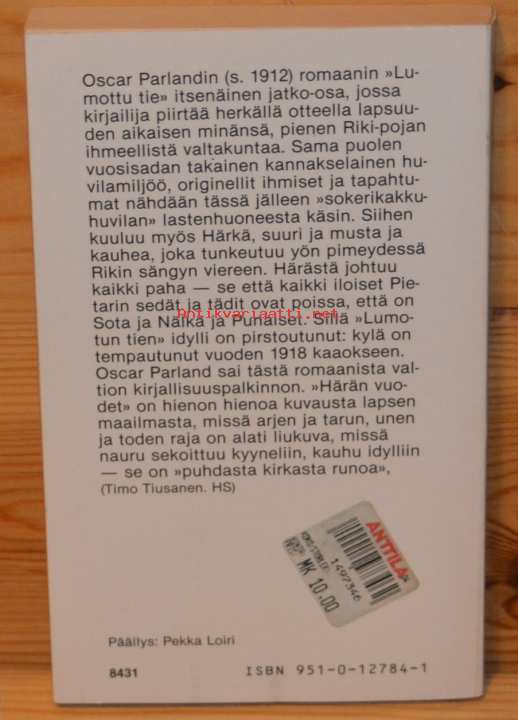 Oscar Parlandin (s. 1912) romaanin »Lu-
mottu tie» itsenäinen jatko-osa, jossa
kirjailija piirtää herkällä otteella lapsuu-
den aikaisen minänsä, pienen Riki-pojan
ihmeellistä valtakuntaa. Sama puolen
vuosisadan takainen kannakselainen hu-
vilamiljöö, originellit ihmiset ja tapahtu-
mat nähdään tässä jälleen »sokerikakku-
huvilan» lastenhuoneesta käsin. Siihen
kuuluu myös Härkä, suuri ja musta ja
kauhea, joka tunkeutuu yön pimeydessä
Rikin sängyn viereen. Härästä johtuu
kaikki paha — se että kaikki iloiset Pie-
tarin sedät ja tädit ovat poissa, että on
Antikvariaatti.net
Sota ja Nälkä ja Punaiset. Sillä »Lumo-
tun tien» idylli on pirstoutunut: kylä on
tempautunut vuoden 1918 kaaokseen.
Oscar Parland sai tästä romaanista val-
tion kirjallisuuspalkinnon. »Härän vuo-
det» on hienon hienoa kuvausta lapsen
maailmasta, missä arjen ja tarun, unen
ja toden raja on alati liukuva, missä
nauru sekoittuu kyyneliin, kauhu idylliin
— se on »puhdasta kirkasta runoa»,
(Timo Tiusanen. HS)
ANTTILA
1497346
MK 10.00
Päällys: Pekka Loiri
8431
ISBN 951-0-12784-1